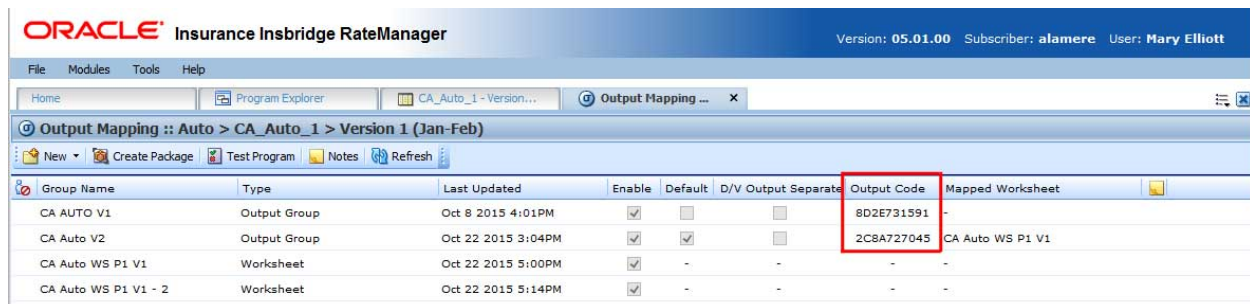 ORACLE Insurance Insbridge RateManager
Version: 05.01.00 Subscriber: alamere User: Mary Elliott
File Modules Tools Help
Home Program Explorer CA_Auto_1 - Version... Output Mapping ... x
Output Mapping :: Auto > CA_Auto_1 > Version 1 (Jan-Feb)
New Create Package Test Program Notes Refresh
Group Name Type Last Updated Enable Default D/V Output Separate Output Code Mapped Worksheet
CA AUTO V1 Output Group Oct 8 2015 4:01PM 8D2E731591 -
CA Auto V2 Output Group Oct 22 2015 3:04PM 2C8A727045 CA Auto WS P1 V1
CA Auto WS P1 V1 Worksheet Oct 22 2015 5:00PM - - - -
CA Auto WS P1 V1 - 2 Worksheet Oct 22 2015 5:14PM - - - -